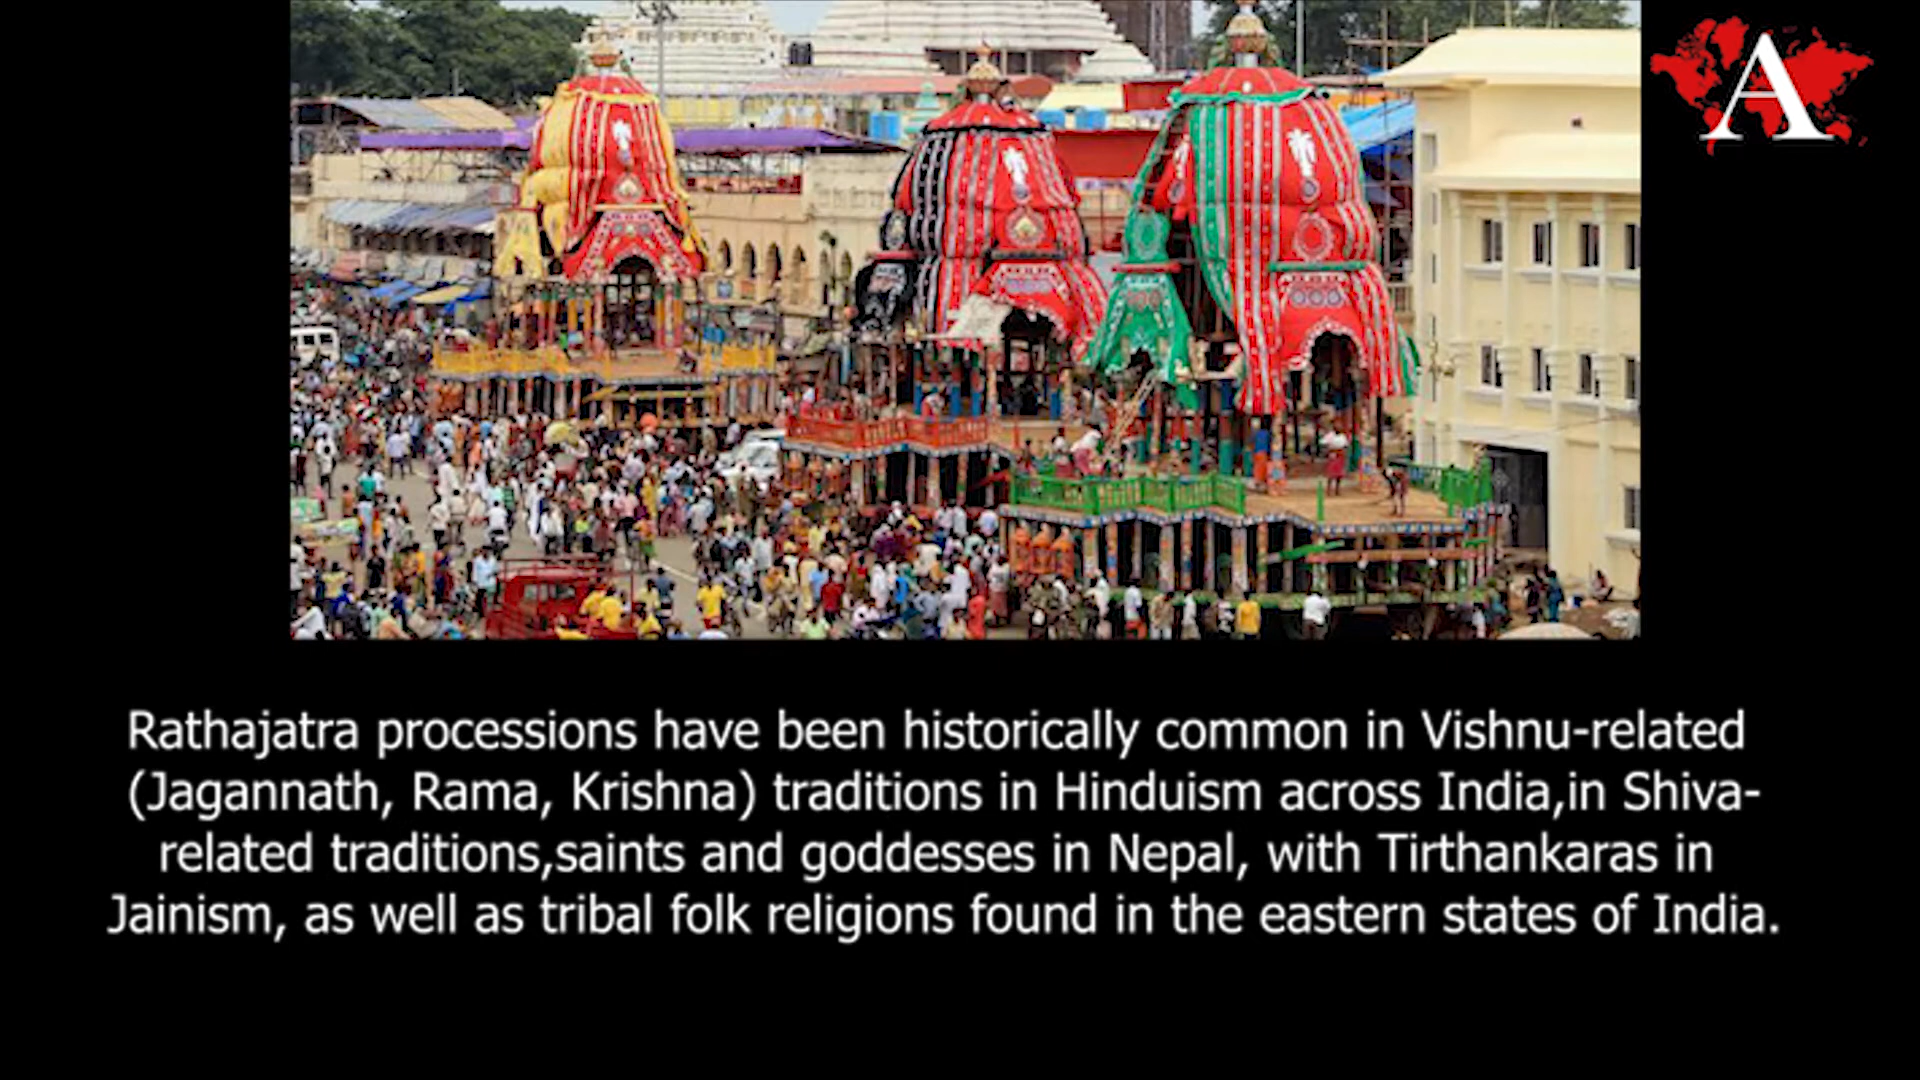 A
Rathajatra processions have been historically common in Vishnu-related
(Jagannath, Rama, Krishna) traditions in Hinduism across India,in Shiva-
related traditions,saints and goddesses in Nepal, with Tirthankaras in
Jainism, as well as tribal folk religions found in the eastern states of India.